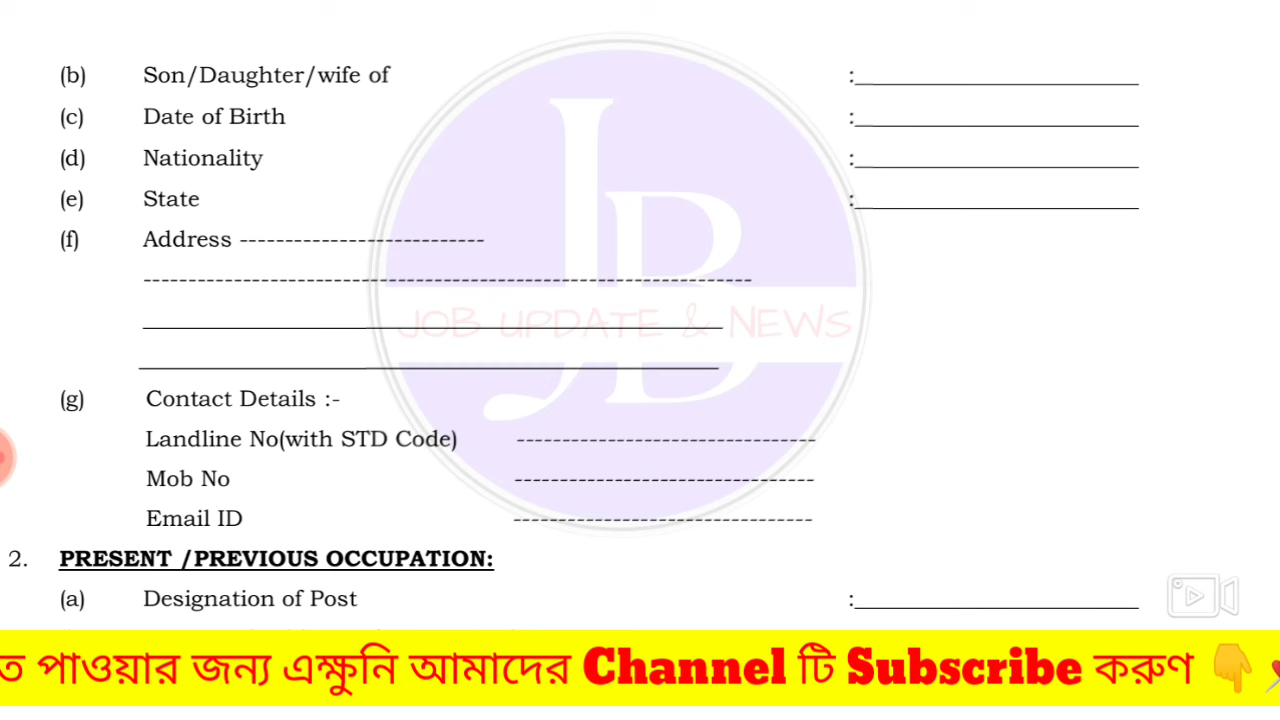 (b) Son/Daughter/wife of :____________________
(c) Date of Birth :____________________
(d) Nationality :____________________
(e) State :____________________
(f) Address ---------------------------
-------------------------------------------------------------------
____________________
____________________
JOB UPDATE & NEWS
(g) Contact Details :-
Landline No(with STD Code) ---------------------------------
Mob No ---------------------------------
Email ID ---------------------------------
2. PRESENT /PREVIOUS OCCUPATION:
(a) Designation of Post :____________________
ত পাওয়ার জন্য এক্ষুনি আমাদের Channel টি Subscribe করুণ 👇